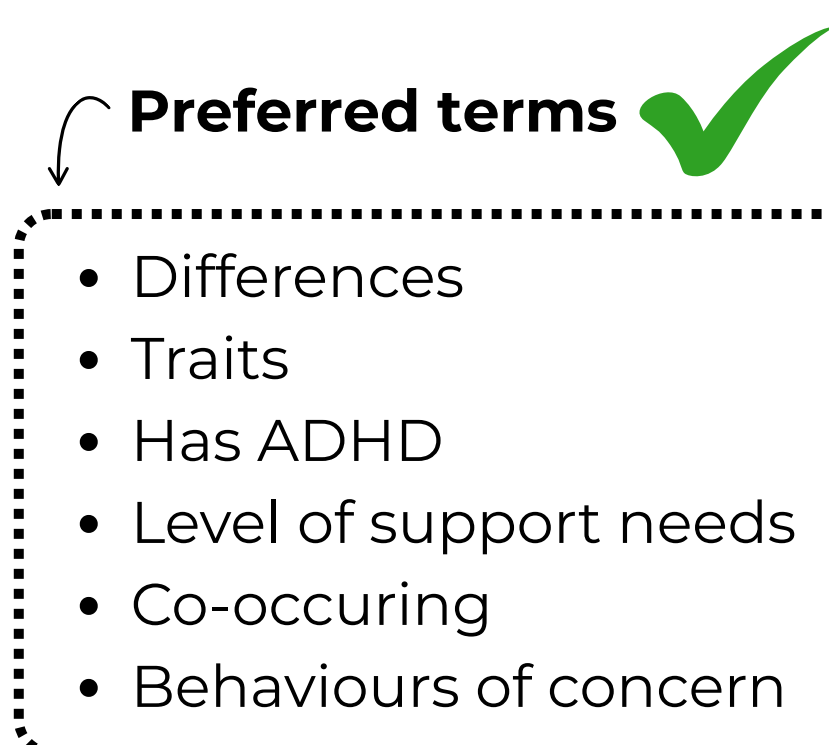 Preferred terms
• Differences
• Traits
• Has ADHD
• Level of support needs
• Co-occuring
• Behaviours of concern